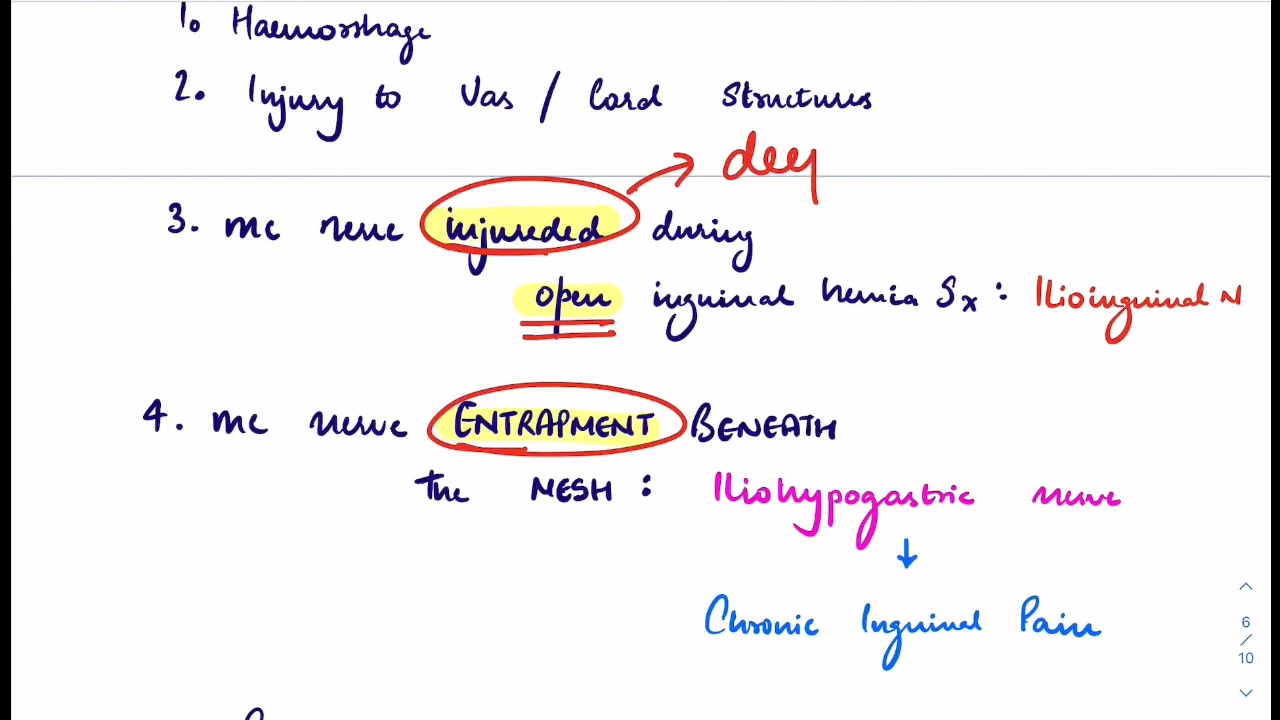 1. Haemorrhage
2. Injury to Vas / Cord Structures
3. mc nerve injureded during
open inguinal hernia Sx : Ilioinguinal N
4. mc nerve ENTRAPMENT BENEATH
the MESH : Iliohypogastric nerve
↓
Chronic Inguinal Pain
6
/
10